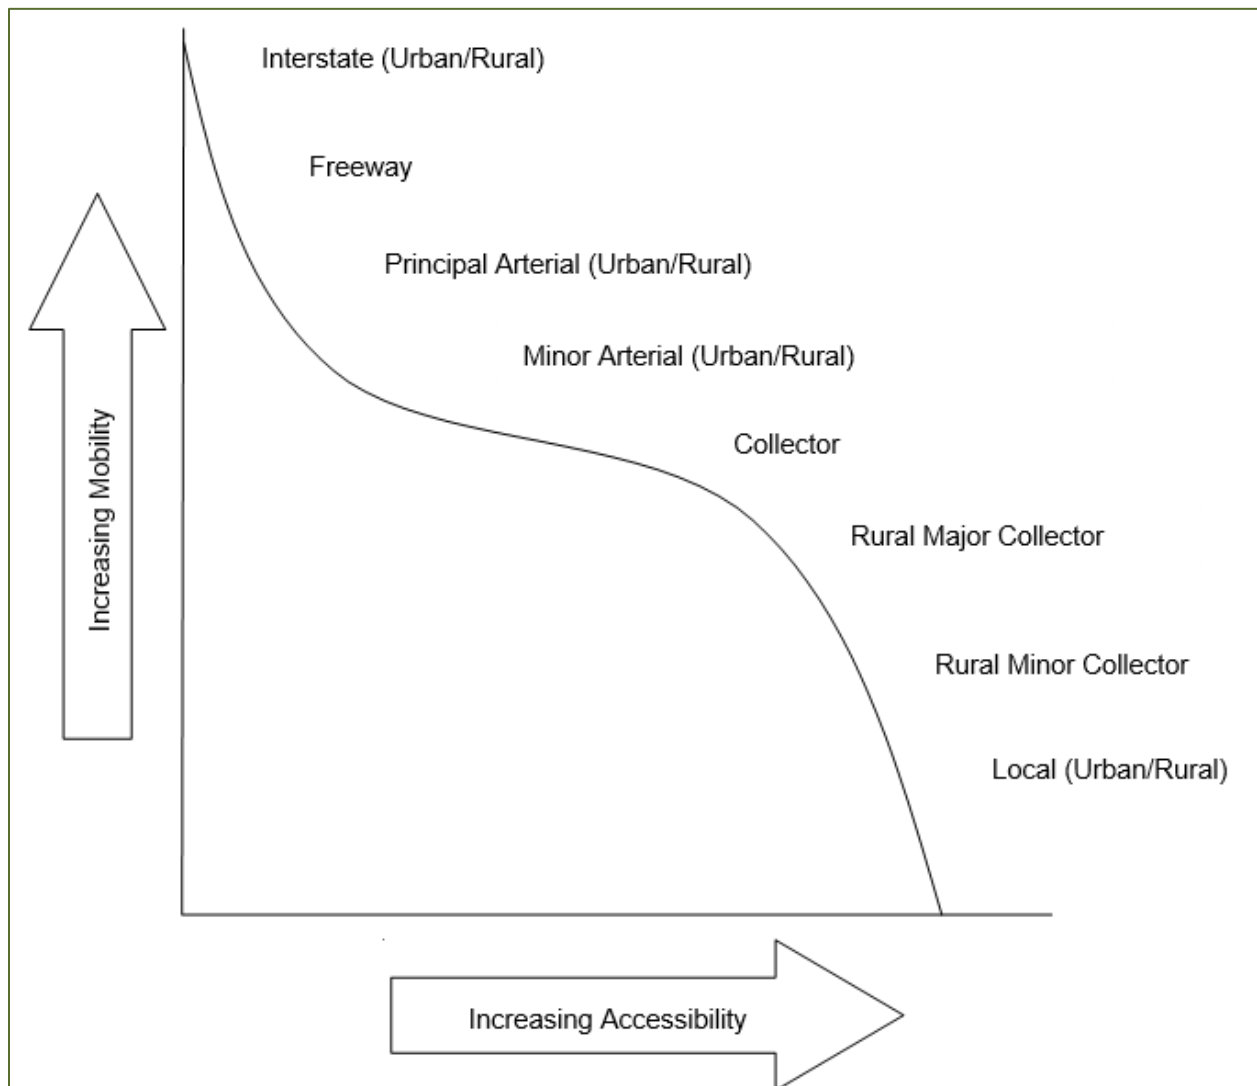 Interstate (Urban/Rural)
Freeway
Principal Arterial (Urban/Rural)
Minor Arterial (Urban/Rural)
Collector
Rural Major Collector
Rural Minor Collector
Local (Urban/Rural)
Increasing Mobility
Increasing Accessibility